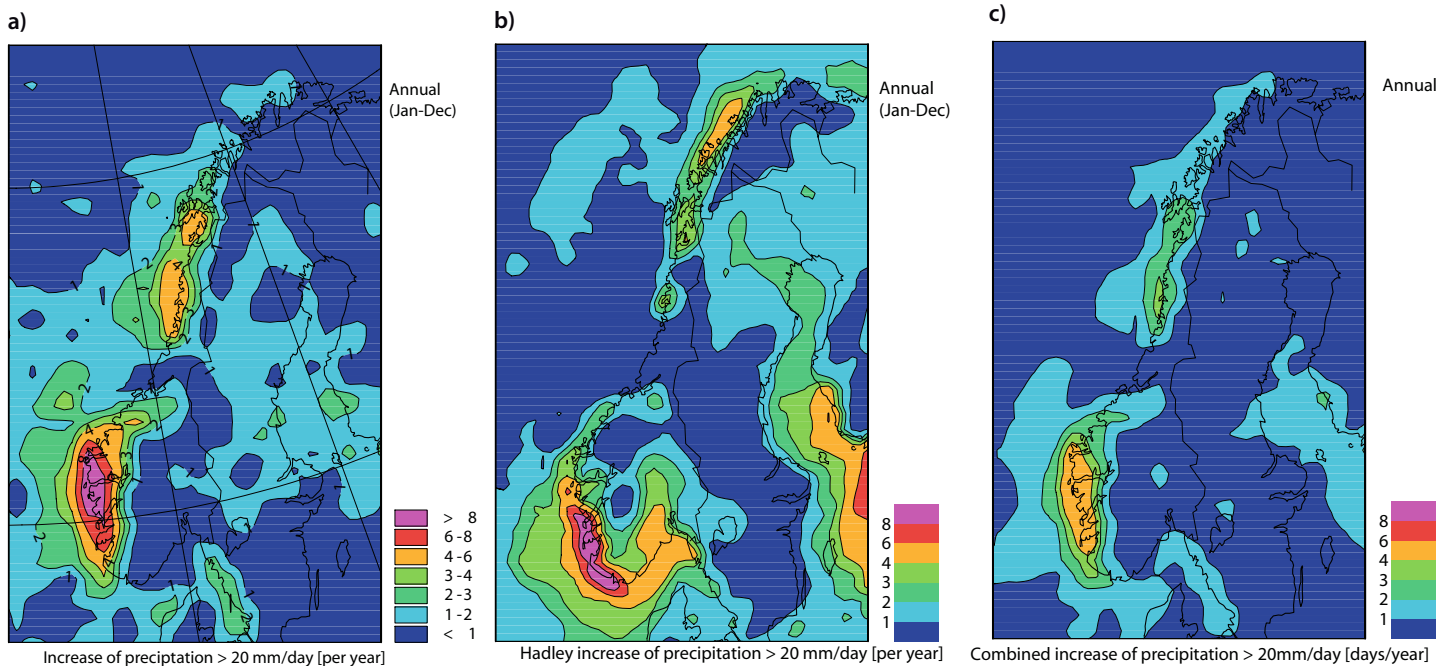 a)
Annual
(Jan-Dec)
> 8
6 - 8
4 - 6
3 - 4
2 - 3
1 - 2
< 1
Increase of preciptation > 20 mm/day [per year]
b)
Annual
(Jan-Dec)
8
6
4
3
2
1
Hadley increase of precipitation > 20 mm/day [per year]
c)
Annual
8
6
4
3
2
1
Combined increase of precipitation > 20mm/day [days/year]